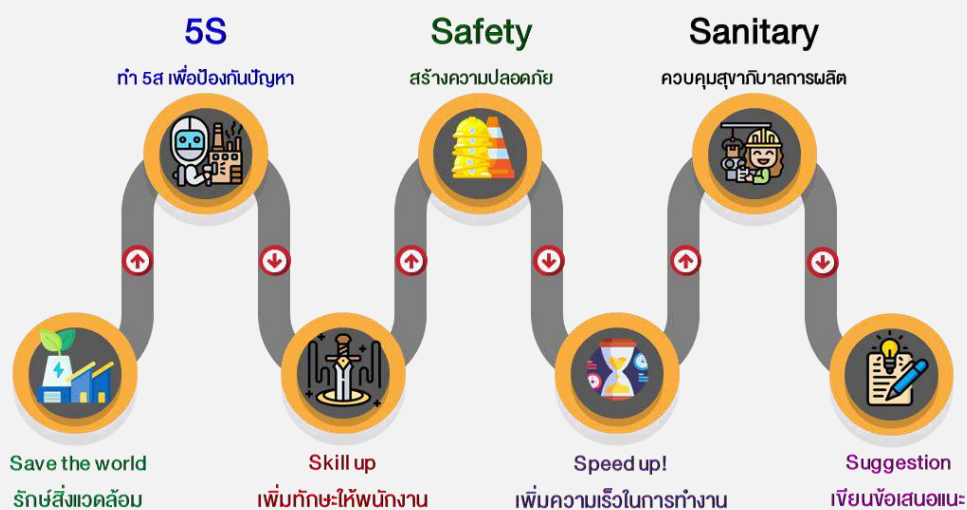 5S
ทำ 5ส เพื่อป้องกันปัญหา
Safety
สร้างความปลอดภัย
Sanitary
ควบคุมสุขาภิบาลการผลิต
Save the world
รักษ์สิ่งแวดล้อม
Skill up
เพิ่มทักษะให้พนักงาน
Speed up!
เพิ่มความเร็วในการทำงาน
Suggestion
เขียนข้อเสนอแนะ